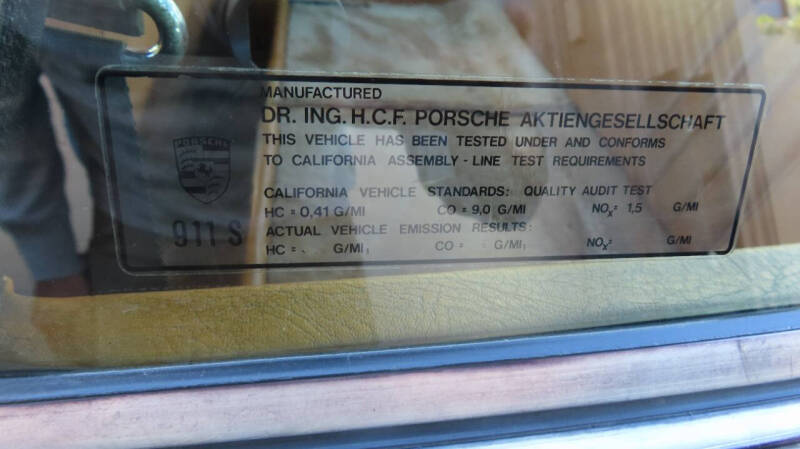 MANUFACTURED
DR. ING. H.C.F. PORSCHE AKTIENGESELLSCHAFT
THIS VEHICLE HAS BEEN TESTED UNDER AND CONFORMS
TO CALIFORNIA ASSEMBLY - LINE TEST REQUIREMENTS
PORSCHE
CALIFORNIA VEHICLE STANDARDS: QUALITY AUDIT TEST
HC = 0,41 G/MI CO = 9,0 G/MI NOx = 1,5 G/MI
911 S
ACTUAL VEHICLE EMISSION RESULTS:
HC = G/MI CO = G/MI NOx= G/MI